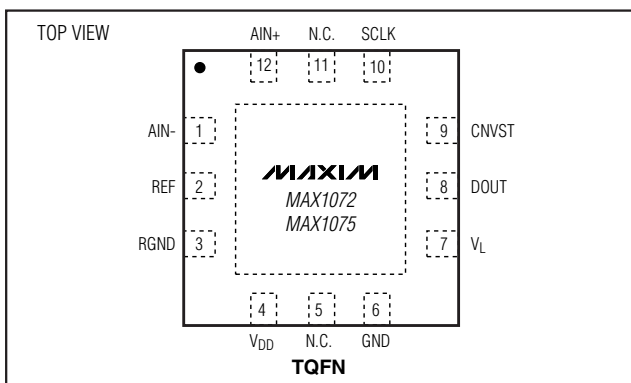 TOP VIEW
AIN+ N.C. SCLK
12 11 10
AIN- 1 9 CNVST
MAXIM
REF 2 MAX1072 8 DOUT
MAX1075
RGND 3 7 VL
4 5 6
VDD N.C. GND
TQFN